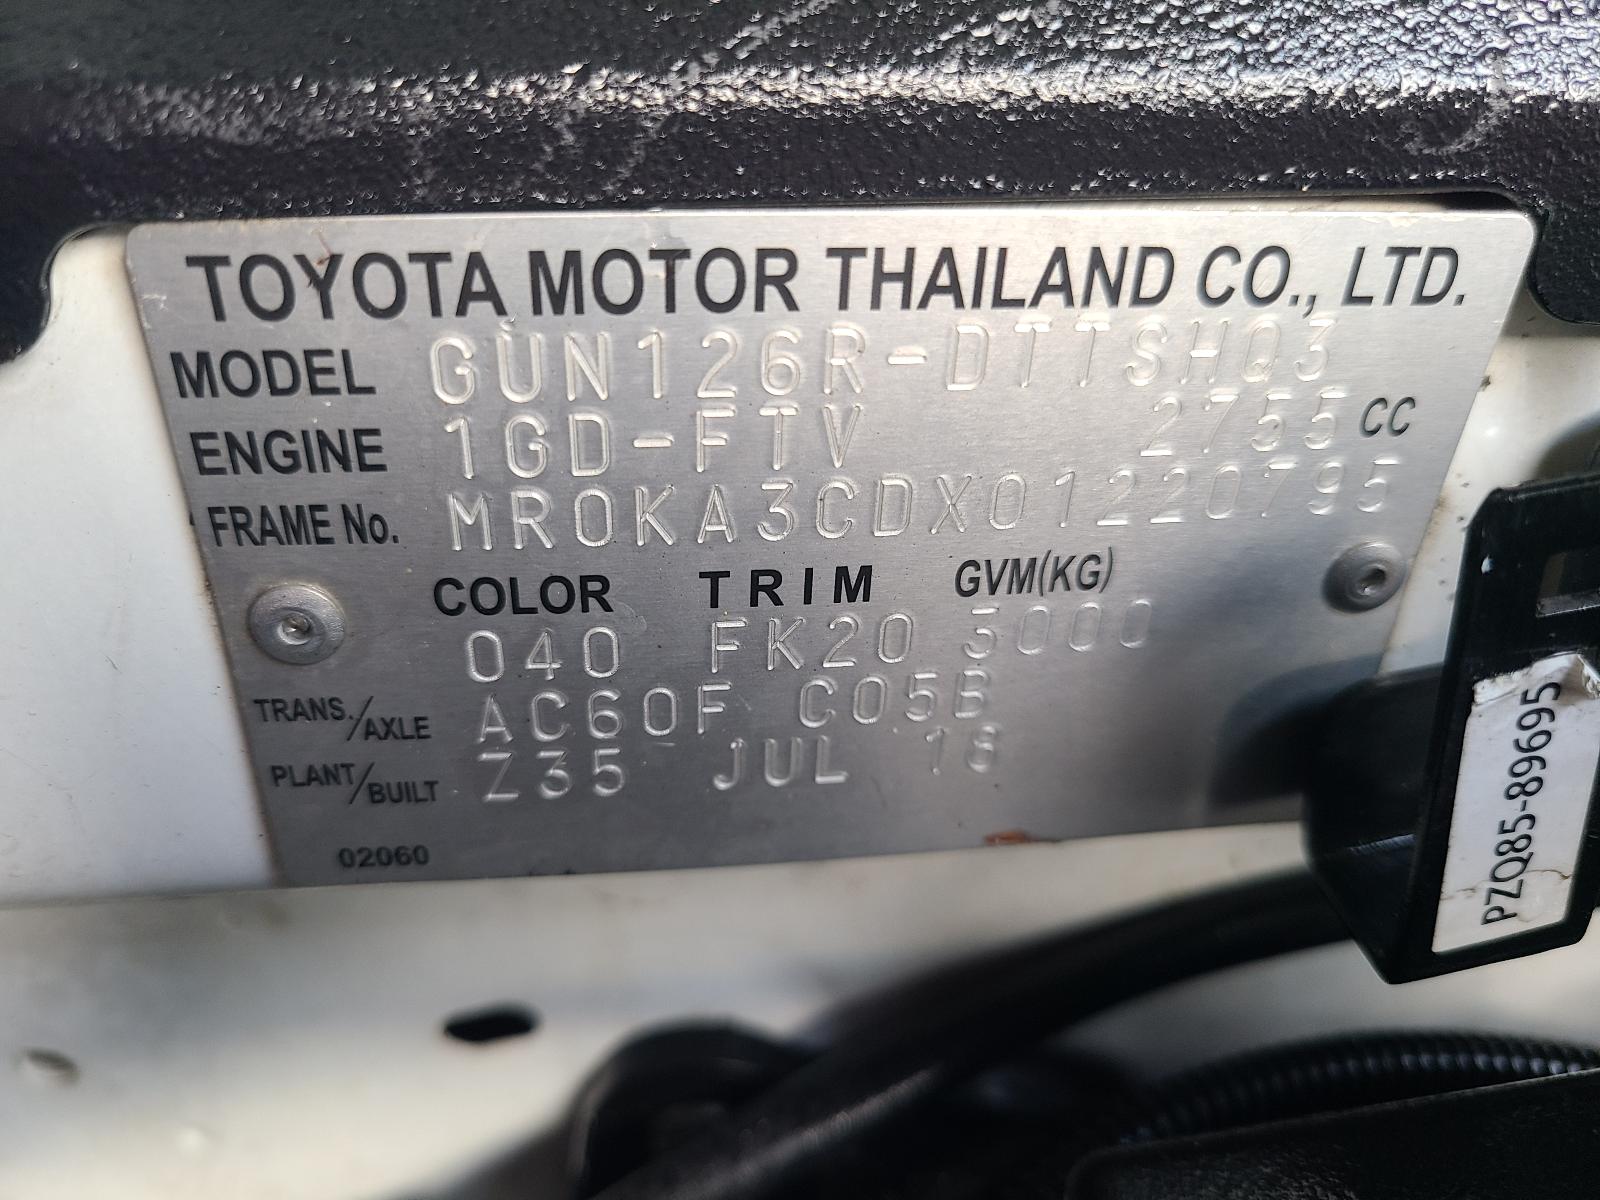 TOYOTA MOTOR THAILAND CO., LTD.
MODEL GUN126R-DTTSHQ3
ENGINE 1GD-FTV 2755 CC
FRAME No. MR0KA3CDX01220795
COLOR TRIM GVM(KG)
040 FK20 3000
TRANS./AXLE AC60F C05B
PLANT/BUILT Z35 JUL 18
02060
PZQ85-89695